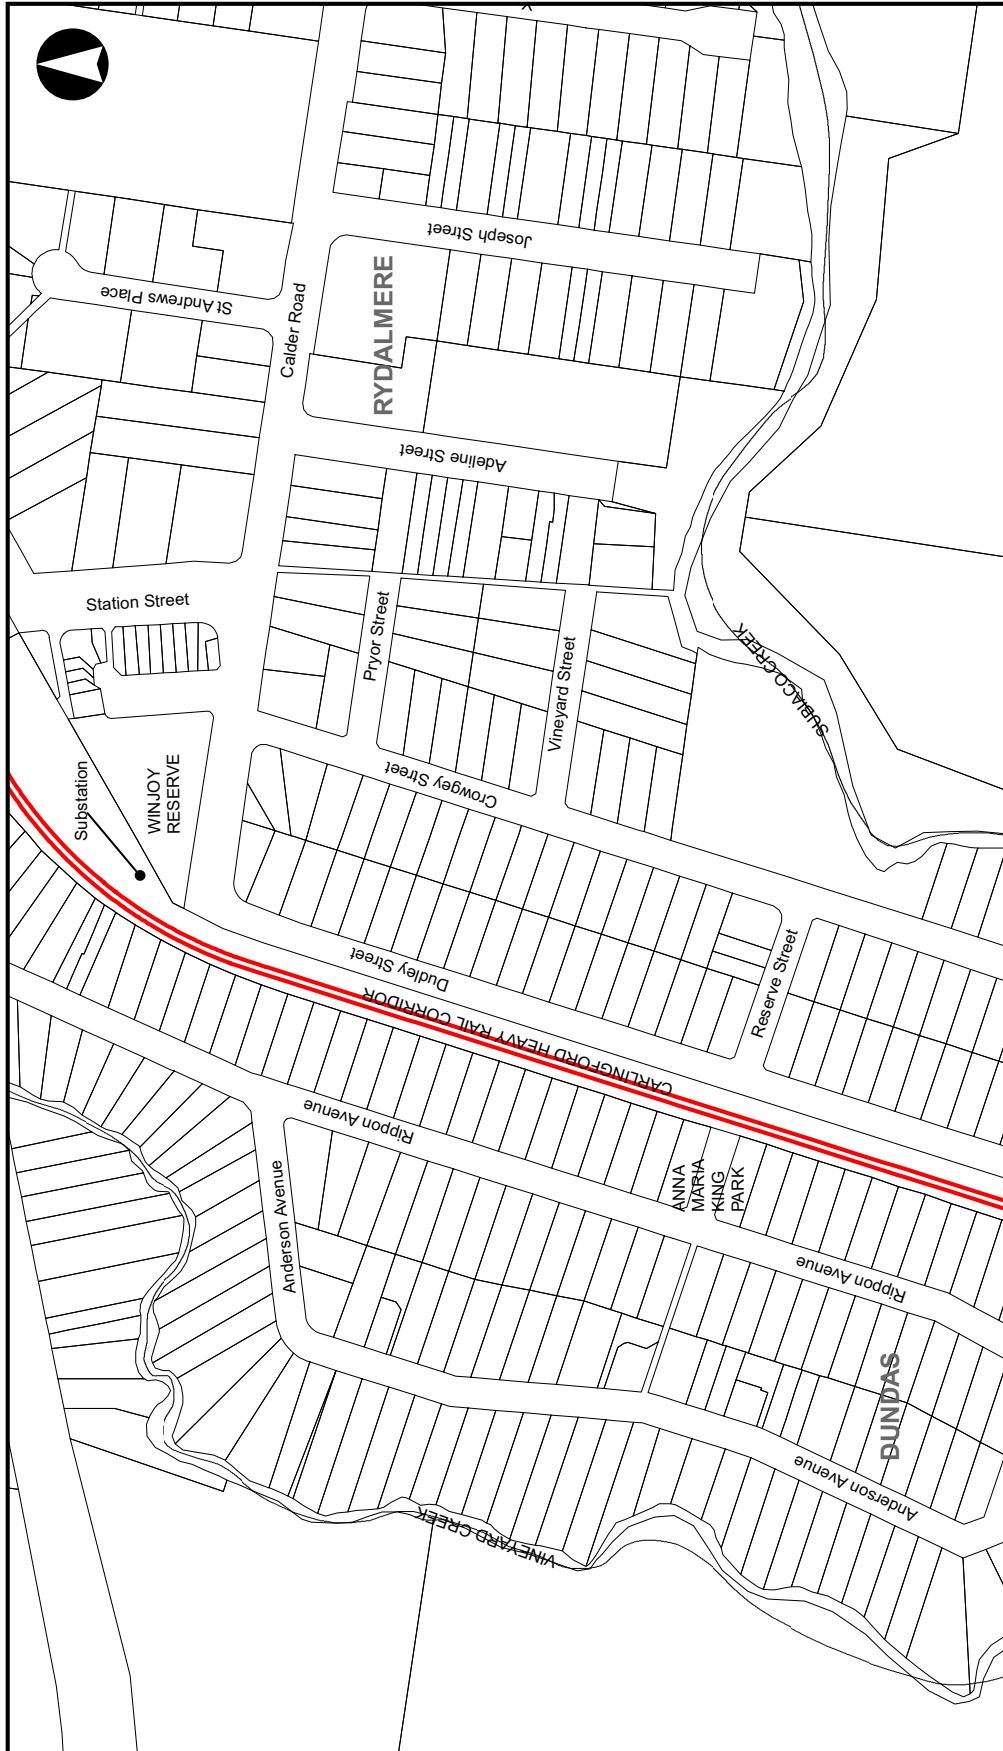 Joseph Street
St Andrews Place
Calder Road
RYDALMERE
Adeline Street
Station Street
Pryor Street
Vineyard Street
SUBIACO CREEK
Substation
WINJOY
RESERVE
Crowgey Street
Dudley Street
Reserve Street
CARLINGFORD HEAVY RAIL CORRIDOR
Rippon Avenue
Anderson Avenue
ANNA
MARIA
KING
PARK
Rippon Avenue
DUNDAS
Anderson Avenue
VINEYARD CREEK